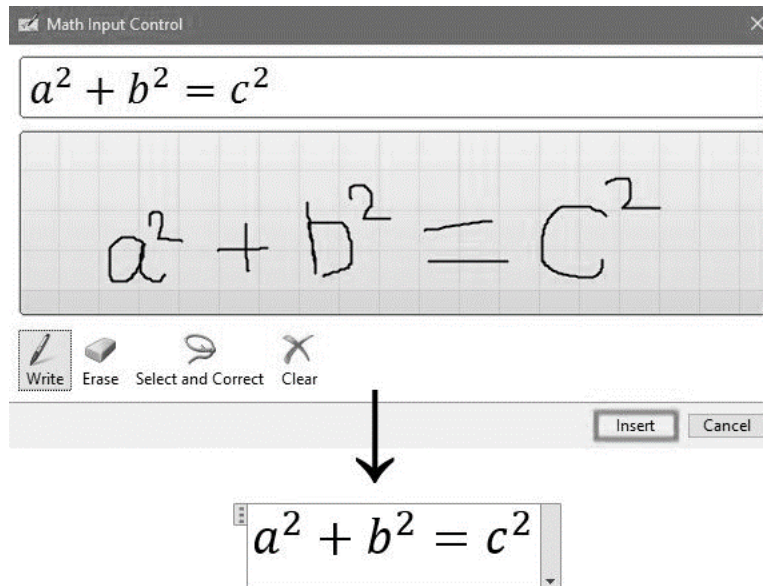 Math Input Control
a² + b² = c²
a² + b² = c²
Write Erase Select and Correct Clear
Insert Cancel
a² + b² = c²